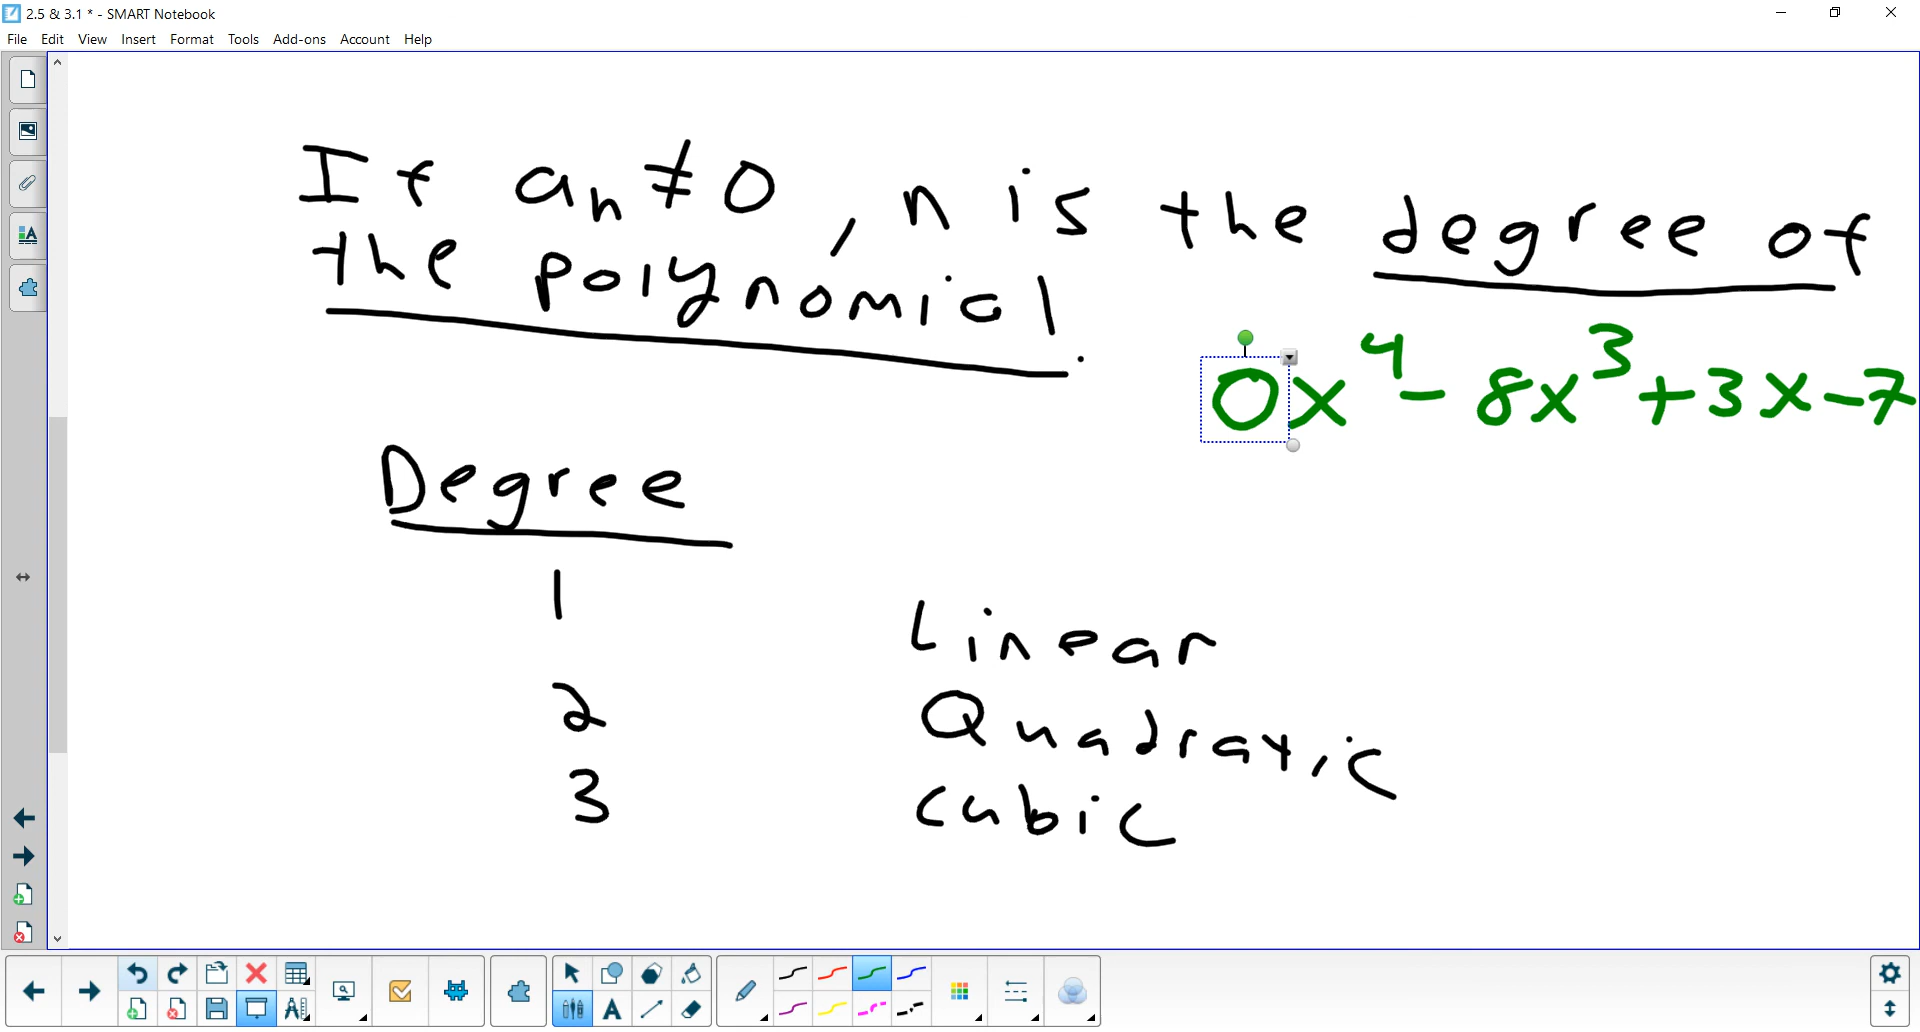 2.5 & 3.1 * - SMART Notebook
File Edit View Insert Format Tools Add-ons Account Help
If aₙ ≠ 0, n is the degree of
the polynomial.
0x⁴ - 8x³ + 3x - 7
Degree
1 Linear
2 Quadratic
3 Cubic